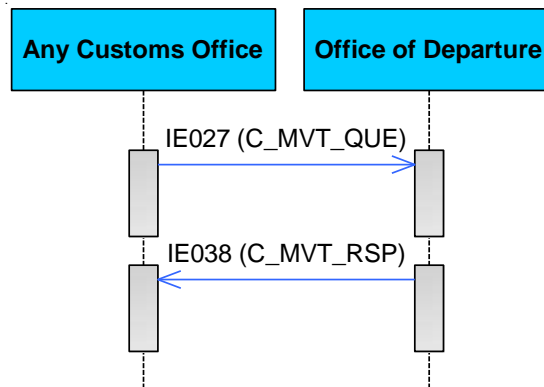 Any Customs Office
Office of Departure
IE027 (C_MVT_QUE)
IE038 (C_MVT_RSP)